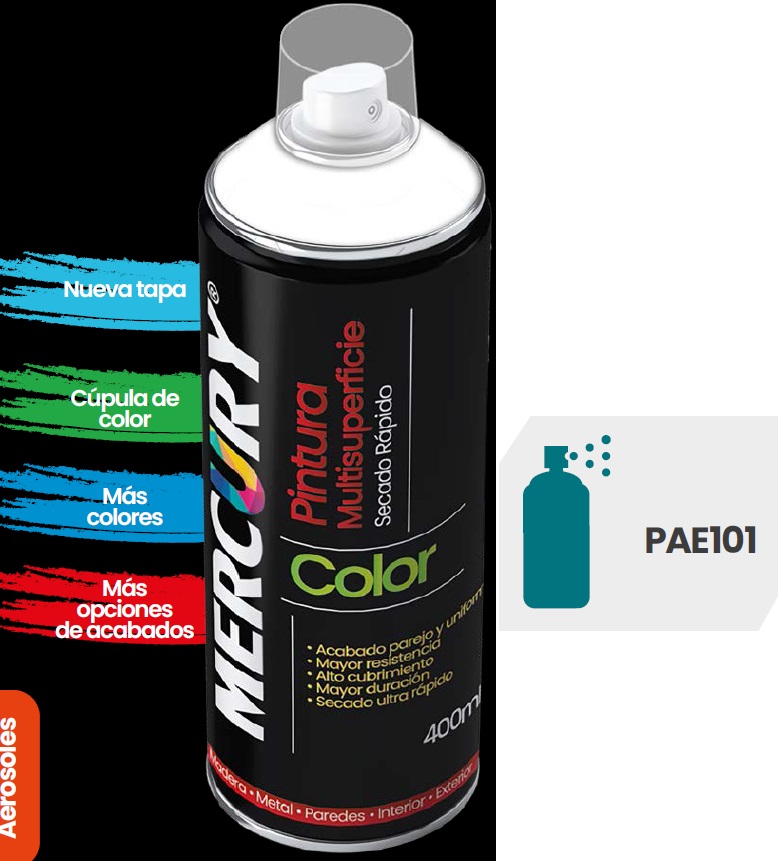 Nueva tapa
Cúpula de
color
Más
colores
Más
opciones
de acabados
Aerosoles
MERCURY®
Pintura
Multisuperficie
Secado Rápido
Color
• Acabado parejo y uniform
• Mayor resistencia
• Alto cubrimiento
• Mayor duración
• Secado ultra rápido
400ml
Madera • Metal • Paredes • Interior • Exterior
PAE101